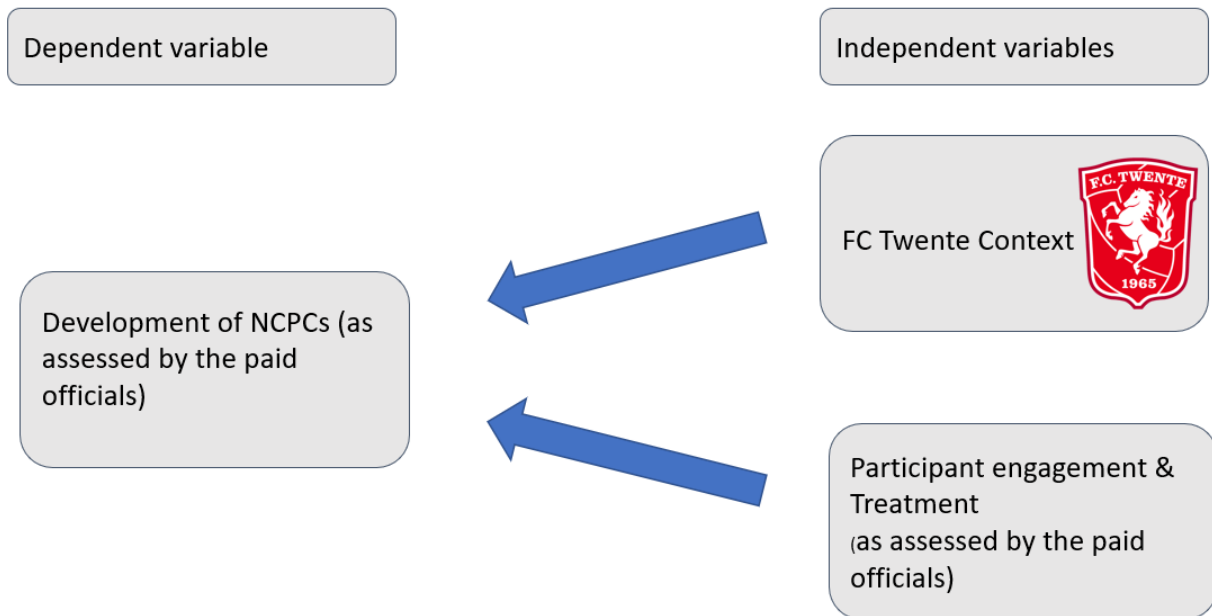 Dependent variable
Independent variables
F.C. TWENTE
FC Twente Context
1965
Development of NCPCs (as
assessed by the paid
officials)
Participant engagement &
Treatment
(as assessed by the paid
officials)